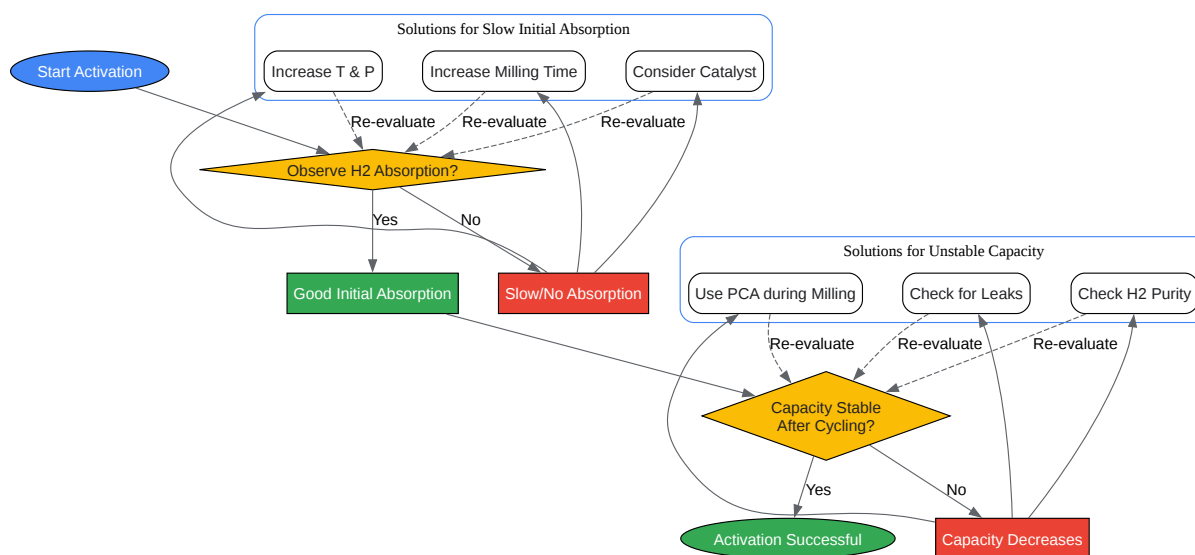 Solutions for Slow Initial Absorption
Start Activation
Increase T & P
Increase Milling Time
Consider Catalyst
Re-evaluate
Re-evaluate
Re-evaluate
Observe H2 Absorption?
Yes
No
Solutions for Unstable Capacity
Good Initial Absorption
Slow/No Absorption
Use PCA during Milling
Check for Leaks
Check H2 Purity
Re-evaluate
Re-evaluate
Re-evaluate
Capacity Stable
After Cycling?
Yes
No
Activation Successful
Capacity Decreases